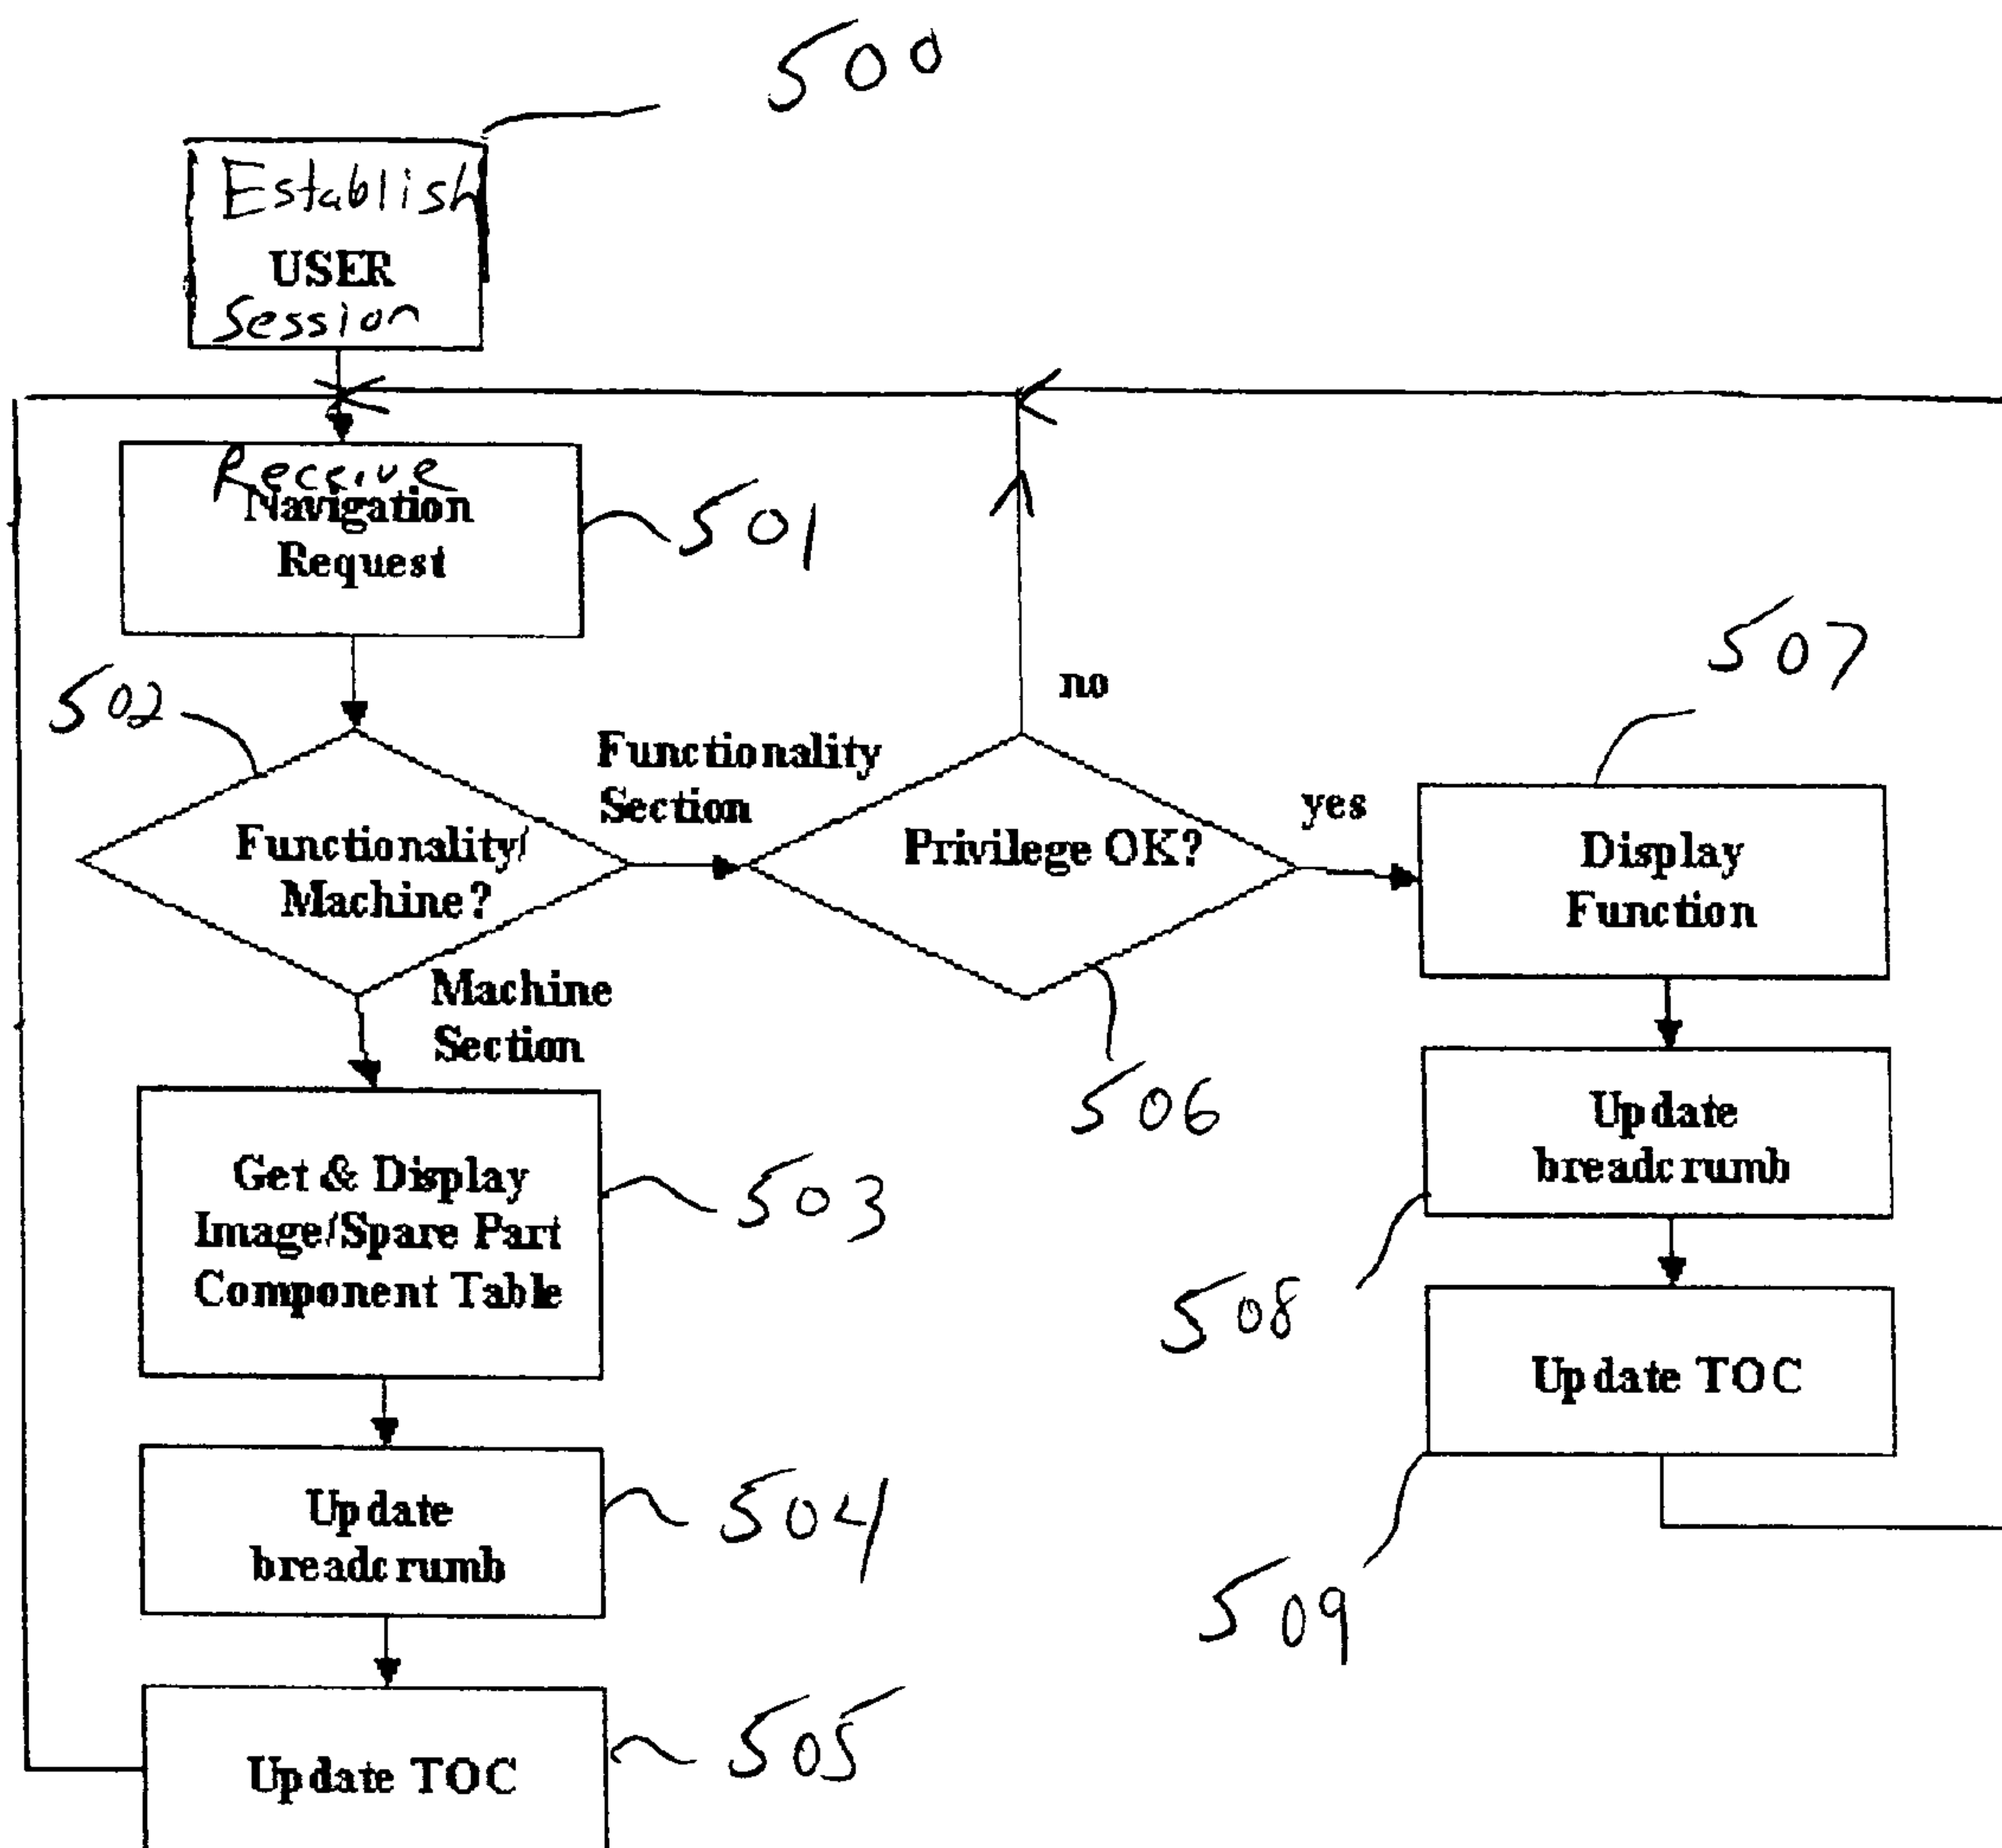 500
Establish
USER
Session
Receive
Navigation
Request
501
502
Functionality/
Machine?
Functionality
Section
no
Privilege OK?
yes
506
507
Display
Function
Machine
Section
Get & Display
Image/Spare Part
Component Table
503
Update
breadcrumb
508
Update
breadcrumb
504
Update TOC
509
Update TOC
505